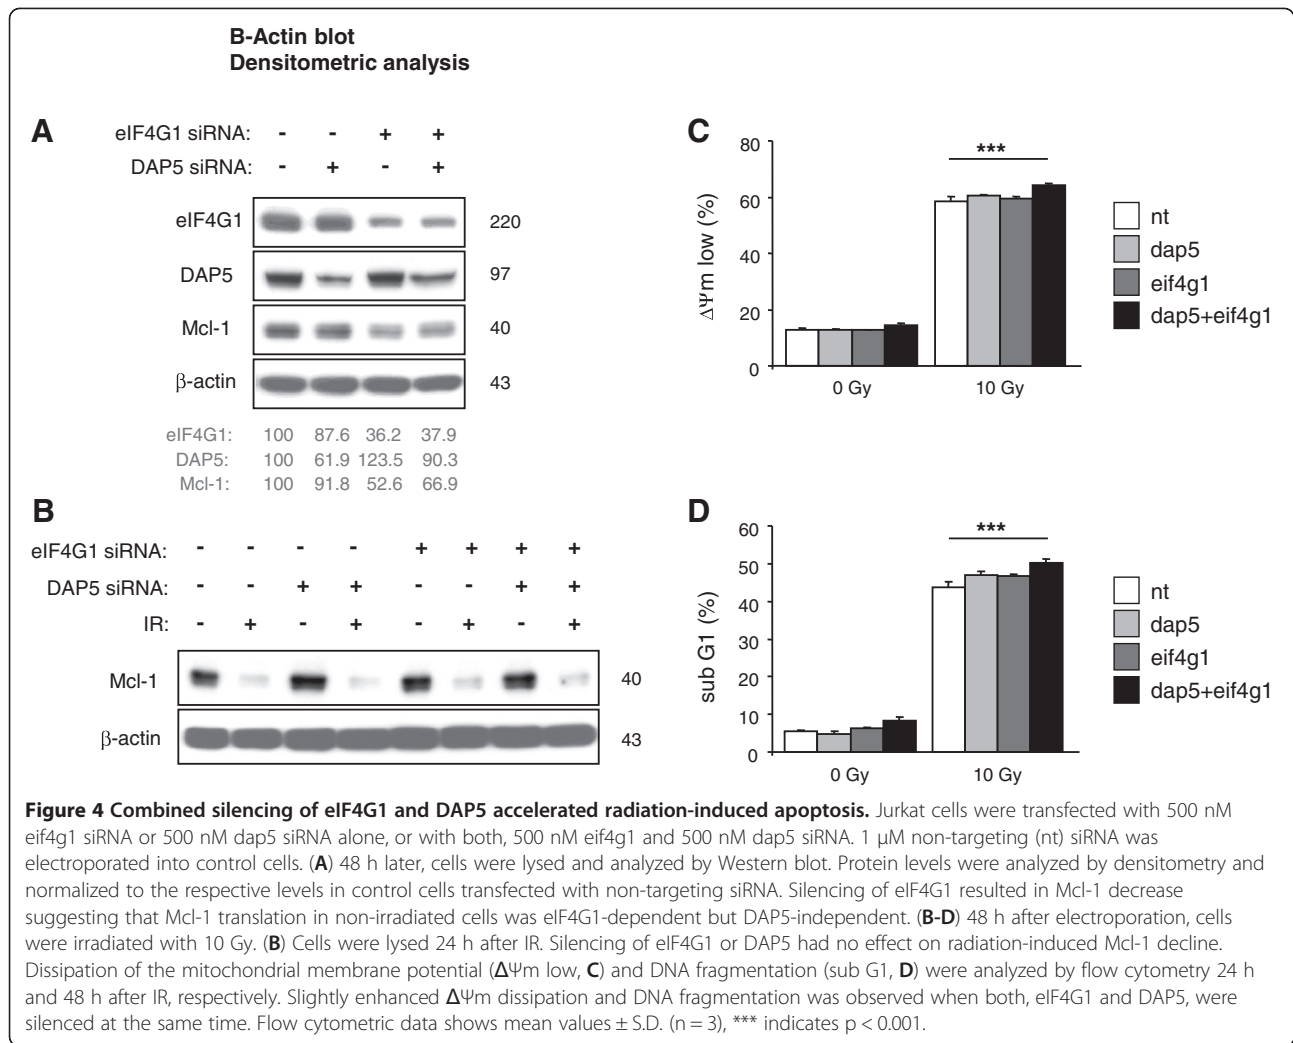 B-Actin blot
Densitometric analysis
A
eIF4G1 siRNA: - - + +
DAP5 siRNA: - + - +
eIF4G1 220
DAP5 97
Mcl-1 40
β-actin 43
eIF4G1: 100 87.6 36.2 37.9
DAP5: 100 61.9 123.5 90.3
Mcl-1: 100 91.8 52.6 66.9
B
eIF4G1 siRNA: - - - - + + + +
DAP5 siRNA: - - + + - - + +
IR: - + - + - + - +
Mcl-1 40
β-actin 43
C
ΔΨm low (%)
80
60
40
20
0
***
0 Gy 10 Gy
nt
dap5
eif4g1
dap5+eif4g1
D
sub G1 (%)
60
50
40
30
20
10
0
***
0 Gy 10 Gy
nt
dap5
eif4g1
dap5+eif4g1
Figure 4 Combined silencing of eIF4G1 and DAP5 accelerated radiation-induced apoptosis. Jurkat cells were transfected with 500 nM
eif4g1 siRNA or 500 nM dap5 siRNA alone, or with both, 500 nM eif4g1 and 500 nM dap5 siRNA. 1 μM non-targeting (nt) siRNA was
electroporated into control cells. (A) 48 h later, cells were lysed and analyzed by Western blot. Protein levels were analyzed by densitometry and
normalized to the respective levels in control cells transfected with non-targeting siRNA. Silencing of eIF4G1 resulted in Mcl-1 decrease
suggesting that Mcl-1 translation in non-irradiated cells was eIF4G1-dependent but DAP5-independent. (B-D) 48 h after electroporation, cells
were irradiated with 10 Gy. (B) Cells were lysed 24 h after IR. Silencing of eIF4G1 or DAP5 had no effect on radiation-induced Mcl-1 decline.
Dissipation of the mitochondrial membrane potential (ΔΨm low, C) and DNA fragmentation (sub G1, D) were analyzed by flow cytometry 24 h
and 48 h after IR, respectively. Slightly enhanced ΔΨm dissipation and DNA fragmentation was observed when both, eIF4G1 and DAP5, were
silenced at the same time. Flow cytometric data shows mean values ± S.D. (n = 3), *** indicates p < 0.001.